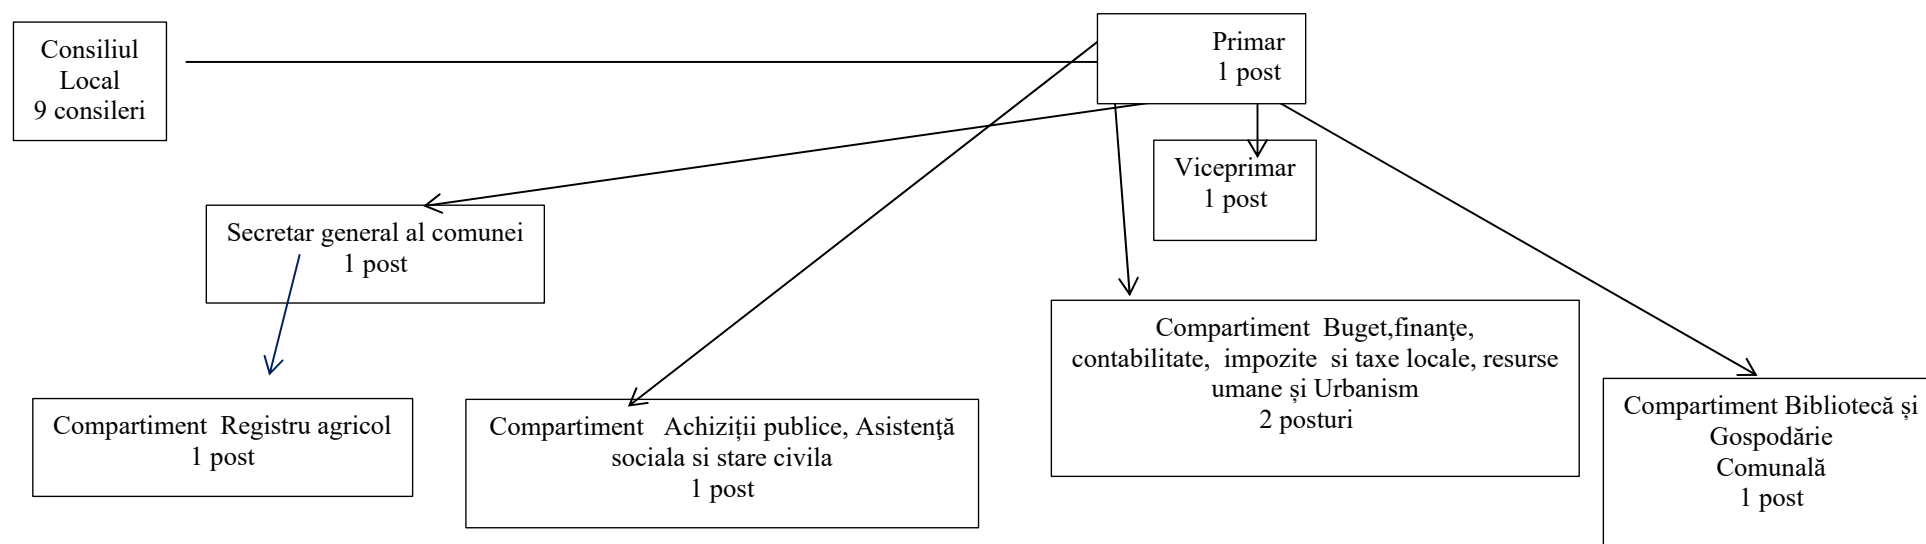 Consiliul
Local
9 consileri
Primar
1 post
Viceprimar
1 post
Secretar general al comunei
1 post
Compartiment Buget,finanţe,
contabilitate, impozite si taxe locale, resurse
umane și Urbanism
2 posturi
Compartiment Registru agricol
1 post
Compartiment Achiziții publice, Asistenţă
sociala si stare civila
1 post
Compartiment Bibliotecă și
Gospodărie
Comunală
1 post